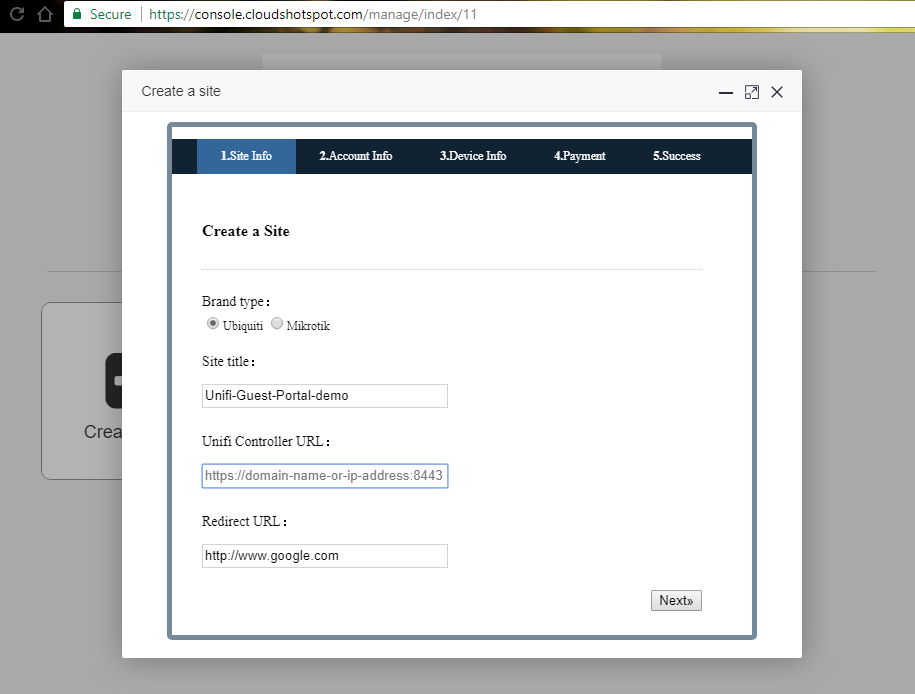 Secure https://console.cloudshotspot.com/manage/index/11
Create a site
1.Site Info 2.Account Info 3.Device Info 4.Payment 5.Success
Create a Site
Brand type：
Ubiquiti Mikrotik
Site title：
Unifi-Guest-Portal-demo
Unifi Controller URL：
https://domain-name-or-ip-address:8443
Crea
Redirect URL：
http://www.google.com
Next»